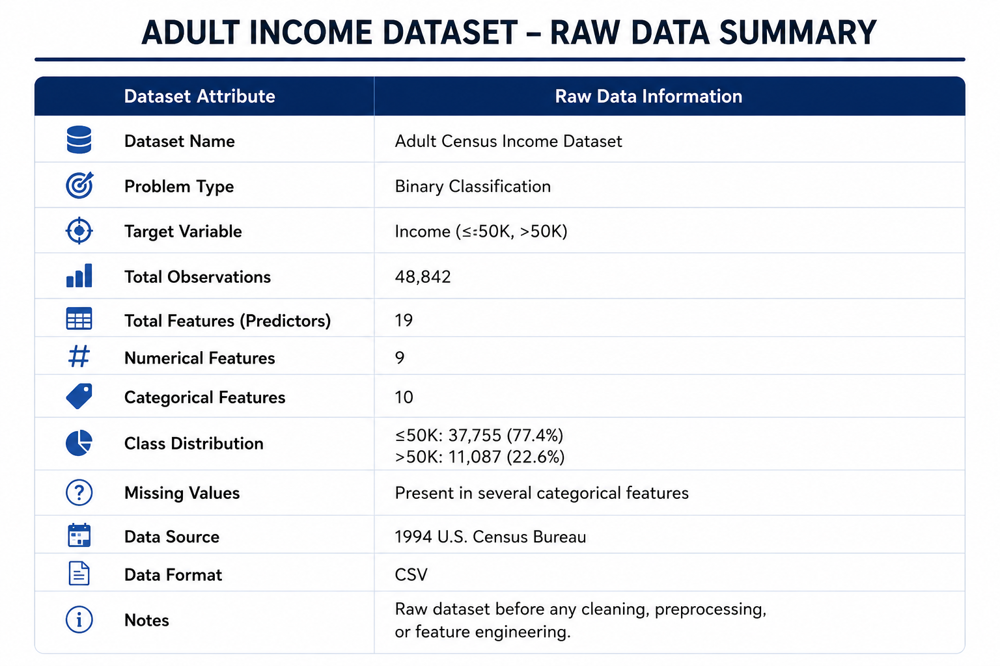 ADULT INCOME DATASET – RAW DATA SUMMARY
Dataset Attribute Raw Data Information
Dataset Name Adult Census Income Dataset
Problem Type Binary Classification
Target Variable Income (≤:50K, >50K)
Total Observations 48,842
Total Features (Predictors) 19
# Numerical Features 9
Categorical Features 10
Class Distribution ≤50K: 37,755 (77.4%)
>50K: 11,087 (22.6%)
? Missing Values Present in several categorical features
Data Source 1994 U.S. Census Bureau
Data Format CSV
i Notes Raw dataset before any cleaning, preprocessing,
or feature engineering.